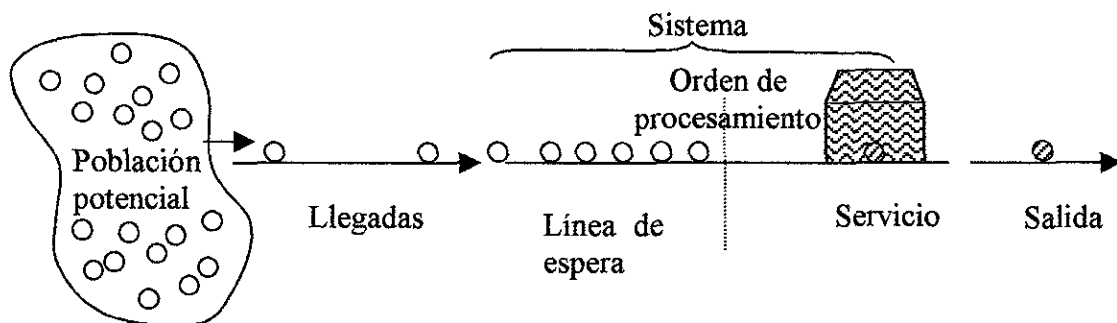 Sistema
Orden de
procesamiento
Población
potencial
Llegadas
Línea de
espera
Servicio
Salida